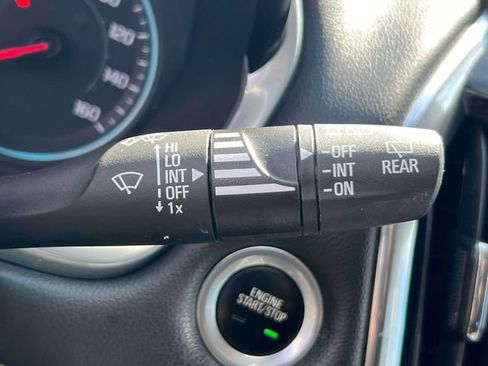 120
140
160
HI
LO
INT
OFF
1x
OFF
INT
ON
REAR
ENGINE
START/STOP